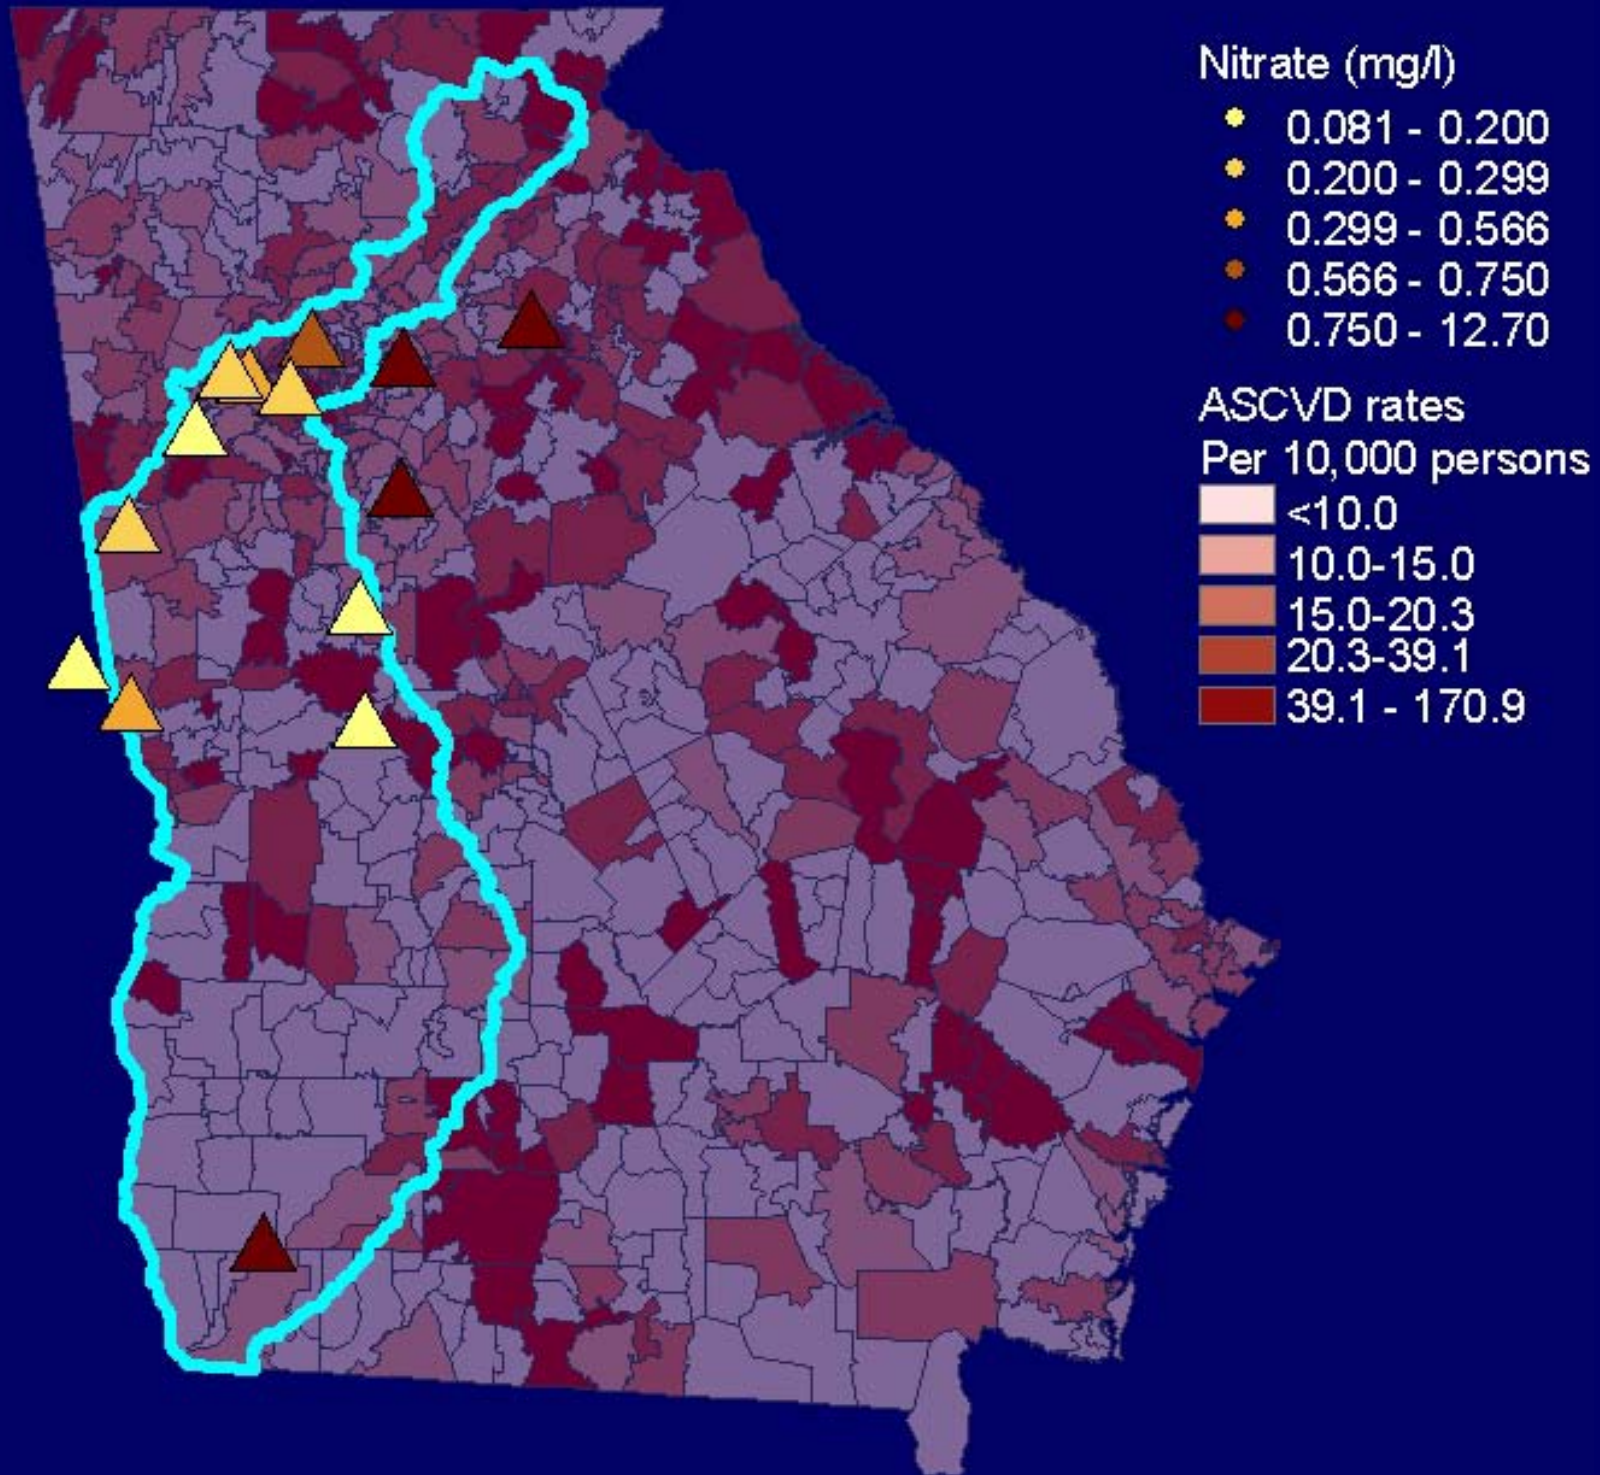 Nitrate (mg/l)
0.081 - 0.200
0.200 - 0.299
0.299 - 0.566
0.566 - 0.750
0.750 - 12.70
ASCVD rates
Per 10,000 persons
<10.0
10.0-15.0
15.0-20.3
20.3-39.1
39.1 - 170.9